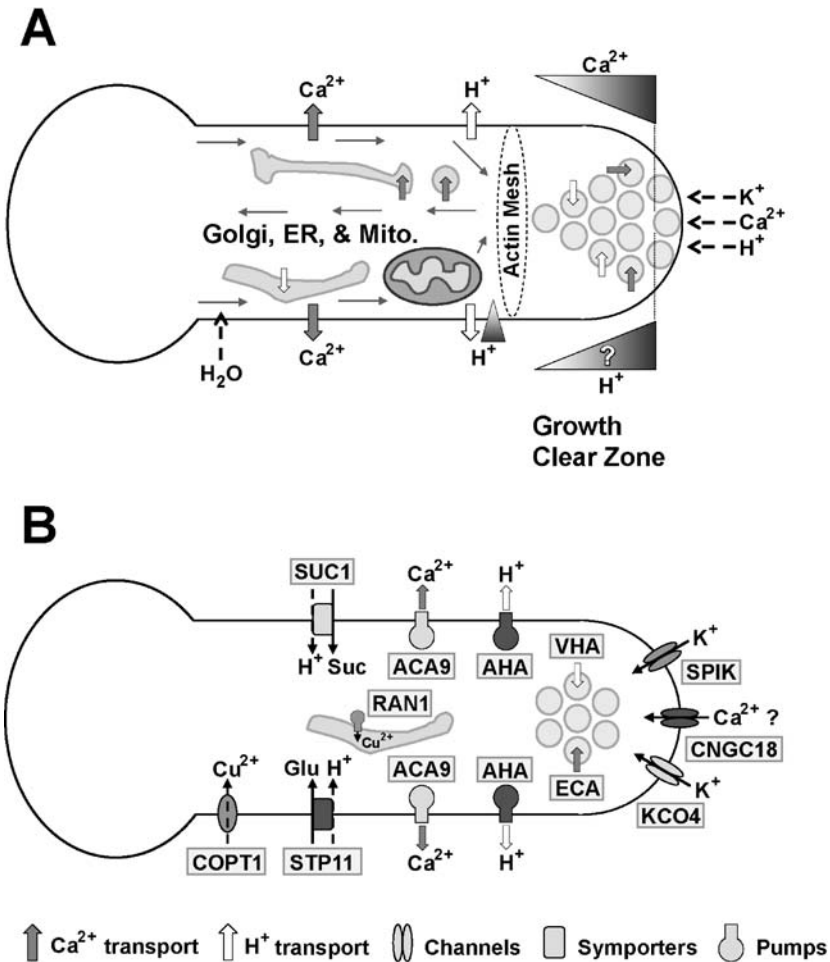 A
Ca²⁺
H⁺
Ca²⁺
Actin Mesh
K⁺
Ca²⁺
H⁺
Golgi, ER, & Mito.
H₂O
Ca²⁺
H⁺
?
H⁺
Growth
Clear Zone
B
SUC1
Ca²⁺
H⁺
H⁺ Suc
ACA9
AHA
VHA
K⁺
SPIK
RAN1
Cu²⁺
Ca²⁺ ?
CNGC18
Cu²⁺
Glu H⁺
ACA9
AHA
ECA
K⁺
KCO4
COPT1
STP11
Ca²⁺
H⁺
Ca²⁺ transport
H⁺ transport
Channels
Symporters
Pumps